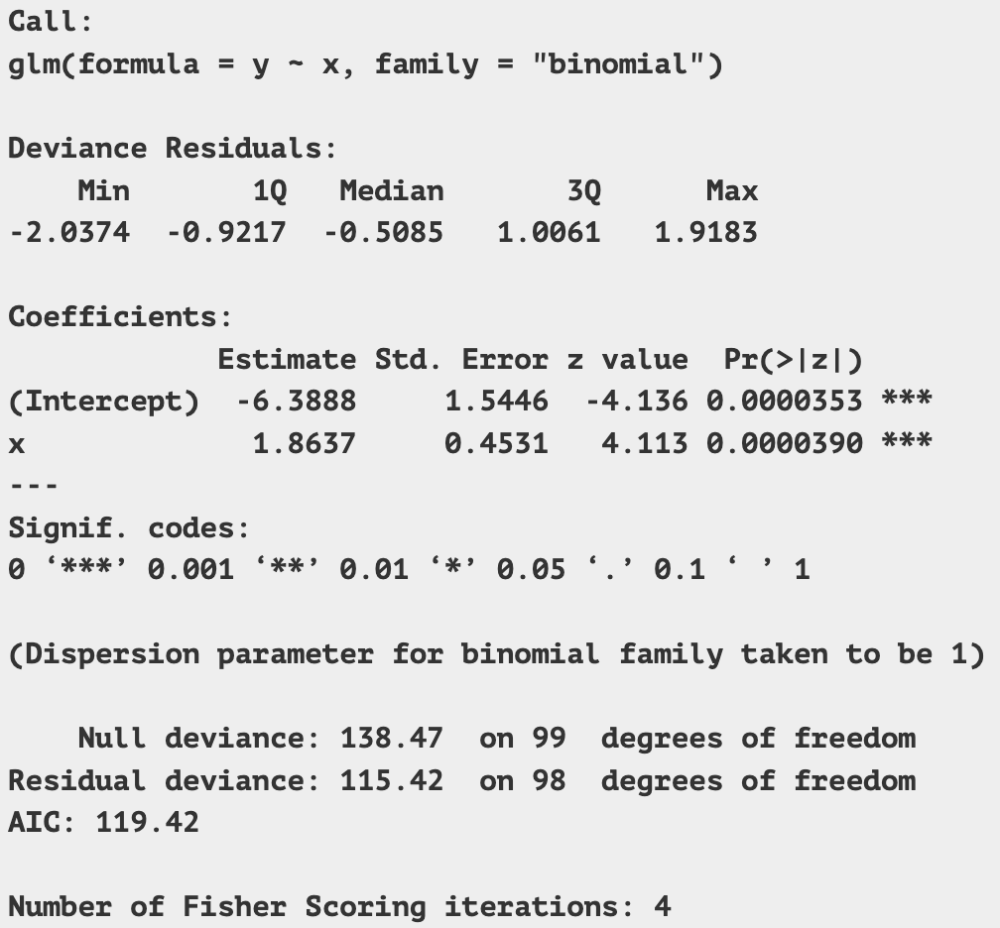 Call:
glm(formula = y ~ x, family = "binomial")
Deviance Residuals:
    Min       1Q   Median       3Q      Max
-2.0374  -0.9217  -0.5085   1.0061   1.9183
Coefficients:
            Estimate Std. Error z value  Pr(>|z|)
(Intercept)  -6.3888     1.5446  -4.136 0.0000353 ***
x             1.8637     0.4531   4.113 0.0000390 ***
---
Signif. codes:
0 ‘***’ 0.001 ‘**’ 0.01 ‘*’ 0.05 ‘.’ 0.1 ‘ ’ 1
(Dispersion parameter for binomial family taken to be 1)
    Null deviance: 138.47  on 99  degrees of freedom
Residual deviance: 115.42  on 98  degrees of freedom
AIC: 119.42
Number of Fisher Scoring iterations: 4